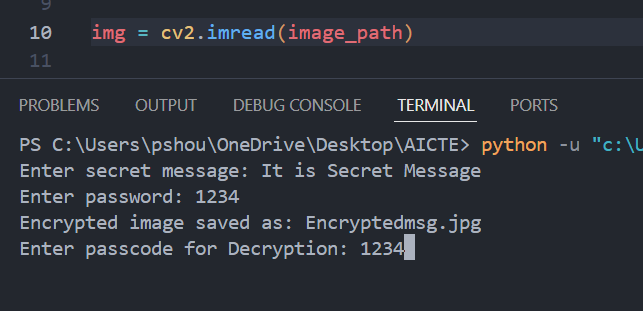 9
10 img = cv2.imread(image_path)
11
PROBLEMS OUTPUT DEBUG CONSOLE TERMINAL PORTS
PS C:\Users\pshou\OneDrive\Desktop\AICTE> python -u "c:\U
Enter secret message: It is Secret Message
Enter password: 1234
Encrypted image saved as: Encryptedmsg.jpg
Enter passcode for Decryption: 1234